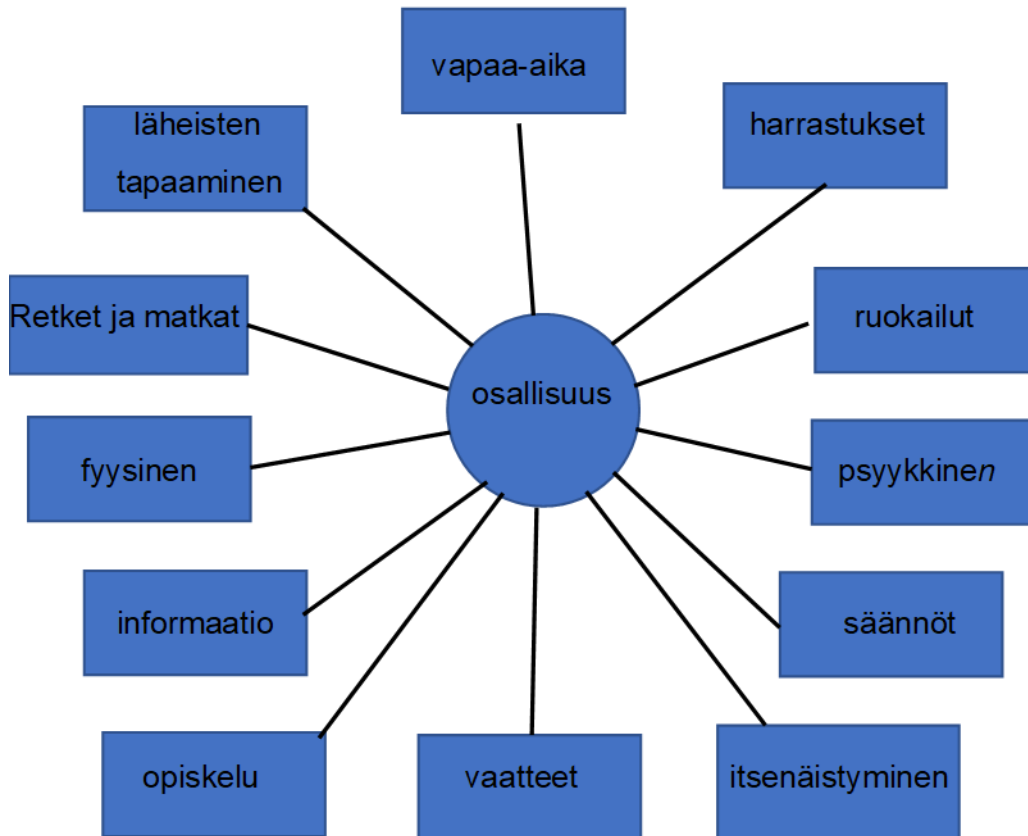 vapaa-aika
harrastukset
läheisten
tapaaminen
Retket ja matkat
ruokailut
osallisuus
fyysinen
psyykkinen
informaatio
säännöt
opiskelu
vaatteet
itsenäistyminen